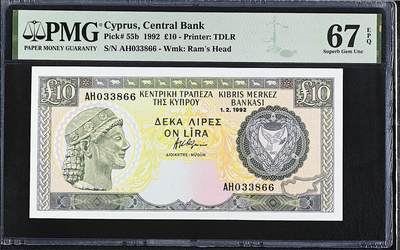 PMG
PAPER MONEY GUARANTY
Cyprus, Central Bank
Pick# 55b 1992 £10 - Printer: TDLR
S/N AH033866 - Wmk: Ram's Head
67 EPQ
Superb Gem Unc
£10
AH033866
ΚΕΝΤΡΙΚΗ ΤΡΑΠΕΖΑ
ΤΗΣ ΚΥΠΡΟΥ
KIBRIS MERKEZ
BANKASI
1.2.1992
£10
ΔΕΚΑ ΛΙΡΕΣ
ON LİRA
ΔΙΟΙΚΗΤΗΣ - MÜDÜR
AH033866